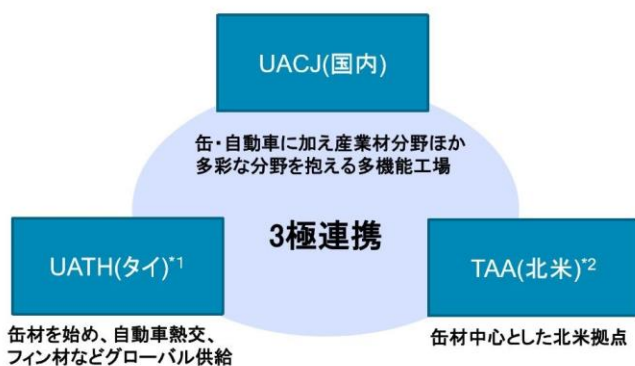 UACJ(国内)
缶・自動車に加え産業材分野ほか
多彩な分野を抱える多機能工場
3極連携
UATH(タイ)*1
TAA(北米)*2
缶材を始め、自動車熱交、
フィン材などグローバル供給
缶材中心とした北米拠点